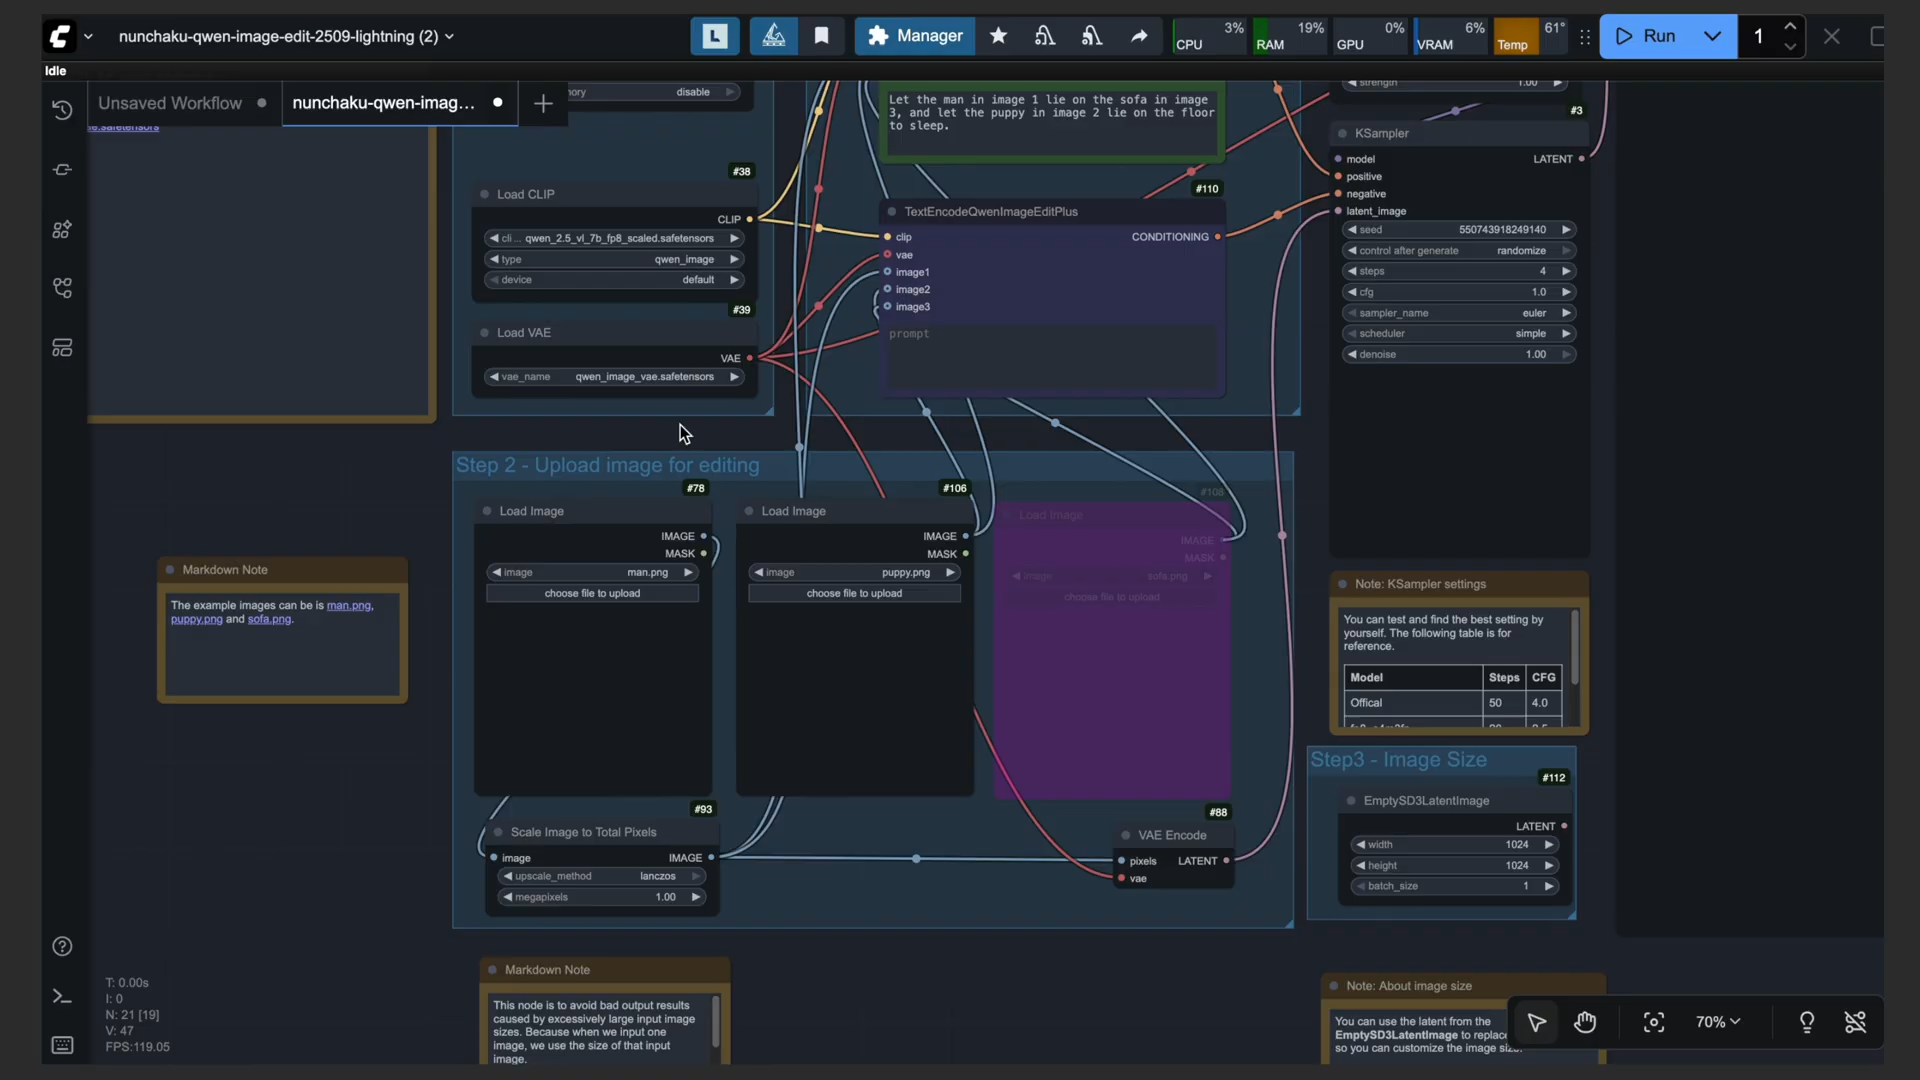 nunchaku-qwen-image-edit-2509-lightning (2)
L
Manager
CPU 3%
RAM 19%
GPU 0%
VRAM 6%
Temp 61°
Run
1
Idle
Unsaved Workflow
nunchaku-qwen-imag...
disable
Let the man in image 1 lie on the sofa in image
3, and let the puppy in image 2 lie on the floor
to sleep.
strength 1.00
#3
KSampler
model LATENT
positive
negative
latent_image
seed 550743918249140
control after generate randomize
steps 4
cfg 1.0
sampler_name euler
scheduler simple
denoise 1.00
#38
Load CLIP
CLIP
cli... qwen_2.5_vl_7b_fp8_scaled.safetensors
type qwen_image
device default
#39
Load VAE
VAE
vae_name qwen_image_vae.safetensors
#110
TextEncodeQwenImageEditPlus
clip CONDITIONING
vae
image1
image2
image3
prompt
Step 2 - Upload image for editing
#78
Load Image
IMAGE
MASK
image man.png
choose file to upload
#106
Load Image
IMAGE
MASK
image puppy.png
choose file to upload
#108
Load Image
IMAGE
MASK
image sofa.png
choose file to upload
Markdown Note
The example images can be is man.png,
puppy.png and sofa.png.
#93
Scale Image to Total Pixels
image IMAGE
upscale_method lanczos
megapixels 1.00
#88
VAE Encode
pixels LATENT
vae
Note: KSampler settings
You can test and find the best setting by
yourself. The following table is for
reference.
Model Steps CFG
Offical 50 4.0
Step3 - Image Size
#112
EmptySD3LatentImage
LATENT
width 1024
height 1024
batch_size 1
Markdown Note
This node is to avoid bad output results
caused by excessively large input image
sizes. Because when we input one
image, we use the size of that input
image.
Note: About image size
You can use the latent from the
EmptySD3LatentImage to replac
so you can customize the image size.
T: 0.00s
I: 0
N: 21 [19]
V: 47
FPS:119.05
70%